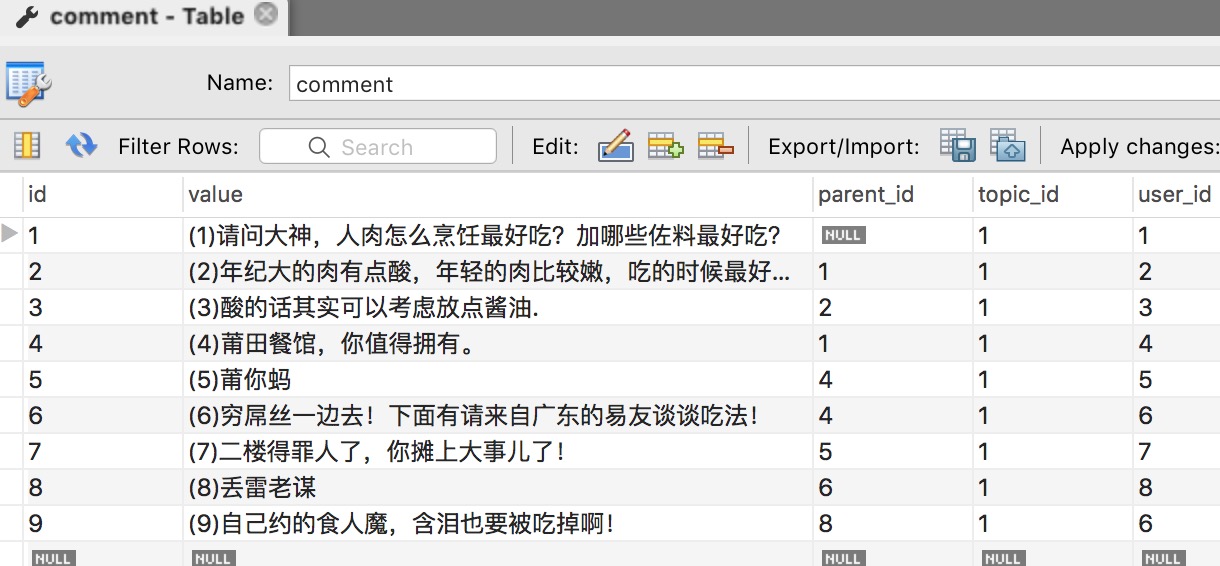 comment - Table
Name: comment
Filter Rows: Search Edit: Export/Import: Apply changes:
id value parent_id topic_id user_id
1 (1)请问大神，人肉怎么烹饪最好吃？加哪些佐料最好吃？ NULL 1 1
2 (2)年纪大的肉有点酸，年轻的肉比较嫩，吃的时候最好... 1 1 2
3 (3)酸的话其实可以考虑放点酱油. 2 1 3
4 (4)莆田餐馆，你值得拥有。 1 1 4
5 (5)莆你蚂 4 1 5
6 (6)穷屌丝一边去！下面有请来自广东的易友谈谈吃法！ 4 1 6
7 (7)二楼得罪人了，你摊上大事儿了！ 5 1 7
8 (8)丢雷老谋 6 1 8
9 (9)自己约的食人魔，含泪也要被吃掉啊！ 8 1 6
NULL NULL NULL NULL NULL